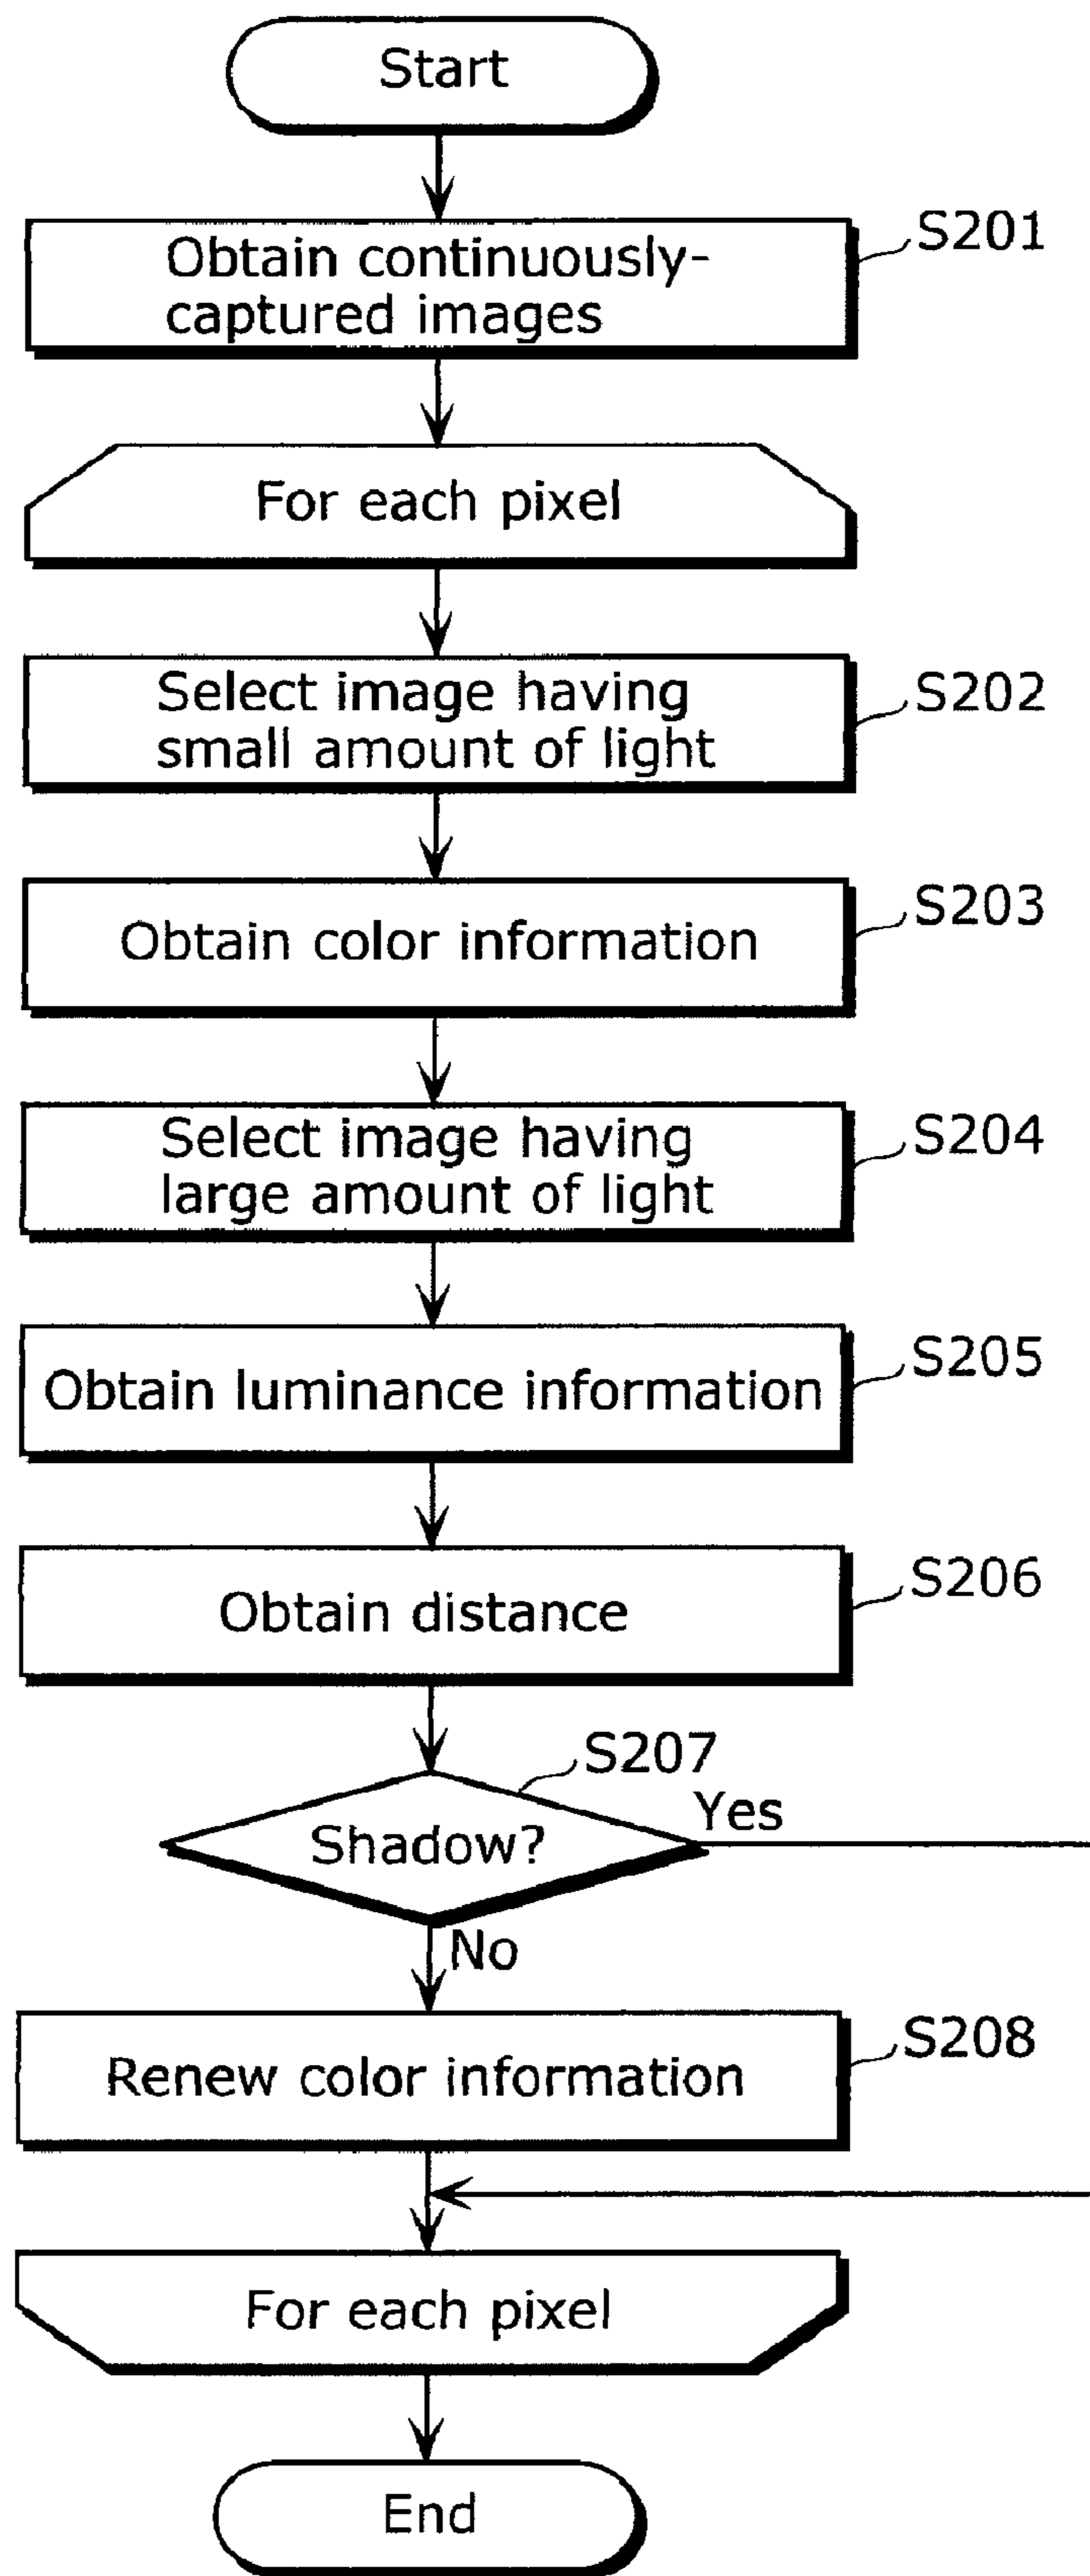 Start
Obtain continuously-
captured images
S201
For each pixel
Select image having
small amount of light
S202
Obtain color information
S203
Select image having
large amount of light
S204
Obtain luminance information
S205
Obtain distance
S206
S207
Shadow?
Yes
No
Renew color information
S208
For each pixel
End